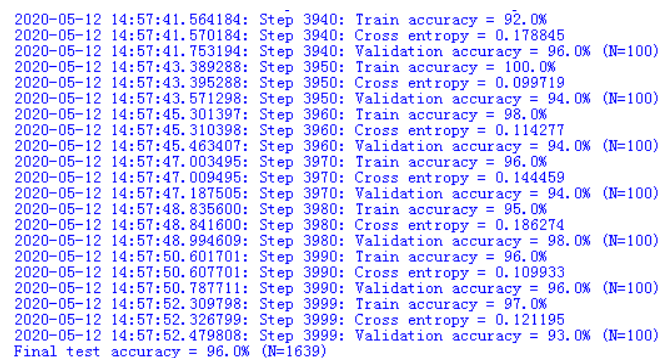 2020-05-12 14:57:41.564184: Step 3940: Train accuracy = 92.0%
2020-05-12 14:57:41.570184: Step 3940: Cross entropy = 0.178845
2020-05-12 14:57:41.753194: Step 3940: Validation accuracy = 96.0% (N=100)
2020-05-12 14:57:43.389288: Step 3950: Train accuracy = 100.0%
2020-05-12 14:57:43.395288: Step 3950: Cross entropy = 0.099719
2020-05-12 14:57:43.571298: Step 3950: Validation accuracy = 94.0% (N=100)
2020-05-12 14:57:45.301397: Step 3960: Train accuracy = 98.0%
2020-05-12 14:57:45.310398: Step 3960: Cross entropy = 0.114277
2020-05-12 14:57:45.463407: Step 3960: Validation accuracy = 94.0% (N=100)
2020-05-12 14:57:47.003495: Step 3970: Train accuracy = 96.0%
2020-05-12 14:57:47.009495: Step 3970: Cross entropy = 0.144459
2020-05-12 14:57:47.187505: Step 3970: Validation accuracy = 94.0% (N=100)
2020-05-12 14:57:48.835600: Step 3980: Train accuracy = 95.0%
2020-05-12 14:57:48.841600: Step 3980: Cross entropy = 0.186274
2020-05-12 14:57:48.994609: Step 3980: Validation accuracy = 98.0% (N=100)
2020-05-12 14:57:50.601701: Step 3990: Train accuracy = 96.0%
2020-05-12 14:57:50.607701: Step 3990: Cross entropy = 0.109933
2020-05-12 14:57:50.787711: Step 3990: Validation accuracy = 96.0% (N=100)
2020-05-12 14:57:52.309798: Step 3999: Train accuracy = 97.0%
2020-05-12 14:57:52.326799: Step 3999: Cross entropy = 0.121195
2020-05-12 14:57:52.479808: Step 3999: Validation accuracy = 93.0% (N=100)
Final test accuracy = 96.0% (N=1639)